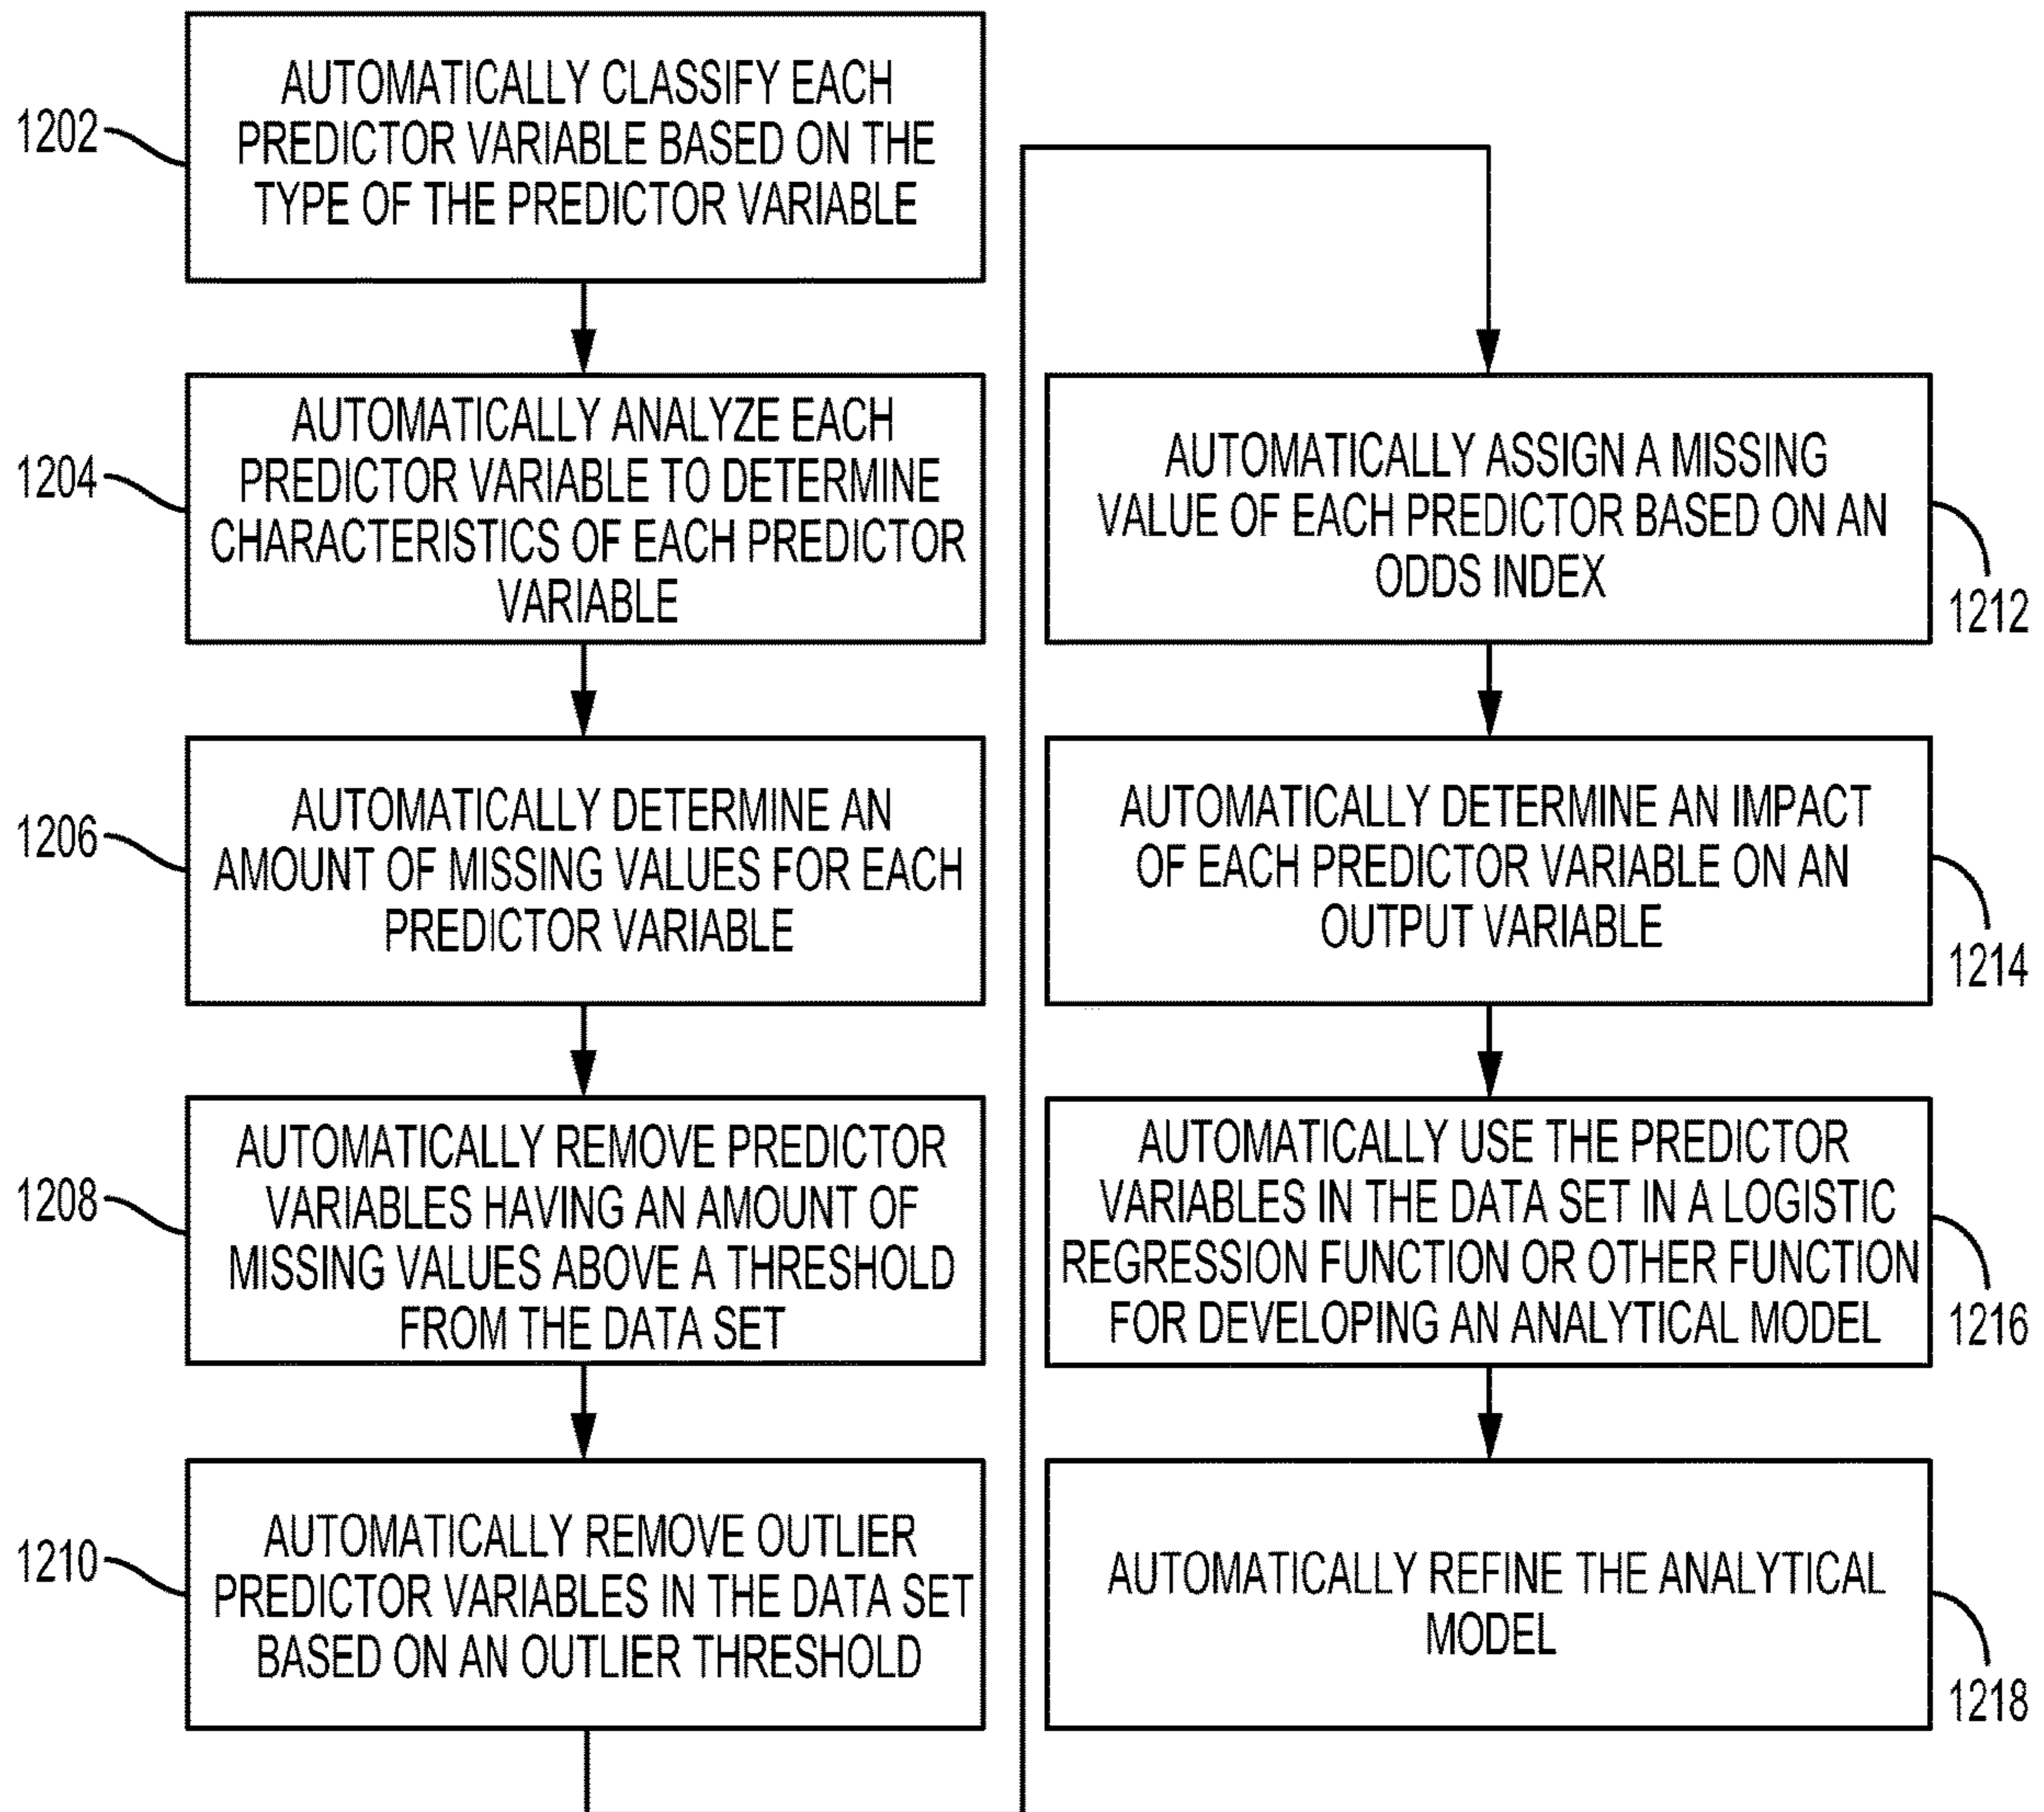 1202
AUTOMATICALLY CLASSIFY EACH
PREDICTOR VARIABLE BASED ON THE
TYPE OF THE PREDICTOR VARIABLE
1204
AUTOMATICALLY ANALYZE EACH
PREDICTOR VARIABLE TO DETERMINE
CHARACTERISTICS OF EACH PREDICTOR
VARIABLE
1206
AUTOMATICALLY DETERMINE AN
AMOUNT OF MISSING VALUES FOR EACH
PREDICTOR VARIABLE
1208
AUTOMATICALLY REMOVE PREDICTOR
VARIABLES HAVING AN AMOUNT OF
MISSING VALUES ABOVE A THRESHOLD
FROM THE DATA SET
1210
AUTOMATICALLY REMOVE OUTLIER
PREDICTOR VARIABLES IN THE DATA SET
BASED ON AN OUTLIER THRESHOLD
AUTOMATICALLY ASSIGN A MISSING
VALUE OF EACH PREDICTOR BASED ON AN
ODDS INDEX
1212
AUTOMATICALLY DETERMINE AN IMPACT
OF EACH PREDICTOR VARIABLE ON AN
OUTPUT VARIABLE
1214
AUTOMATICALLY USE THE PREDICTOR
VARIABLES IN THE DATA SET IN A LOGISTIC
REGRESSION FUNCTION OR OTHER FUNCTION
FOR DEVELOPING AN ANALYTICAL MODEL
1216
AUTOMATICALLY REFINE THE ANALYTICAL
MODEL
1218